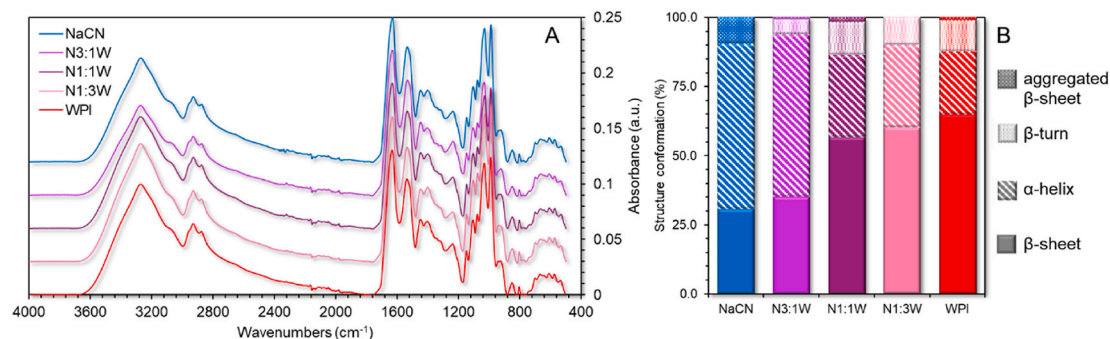 NaCN
N3:1W
N1:1W
N1:3W
WPI
A
0.25
0.2
0.15
0.1
0.05
0
Absorbance (a.u.)
4000 3600 3200 2800 2400 2000 1600 1200 800 400
Wavenumbers (cm⁻¹)
B
100.0
75.0
50.0
25.0
0.0
Structure conformation (%)
NaCN N3:1W N1:1W N1:3W WPI
aggregated
β-sheet
β-turn
α-helix
β-sheet